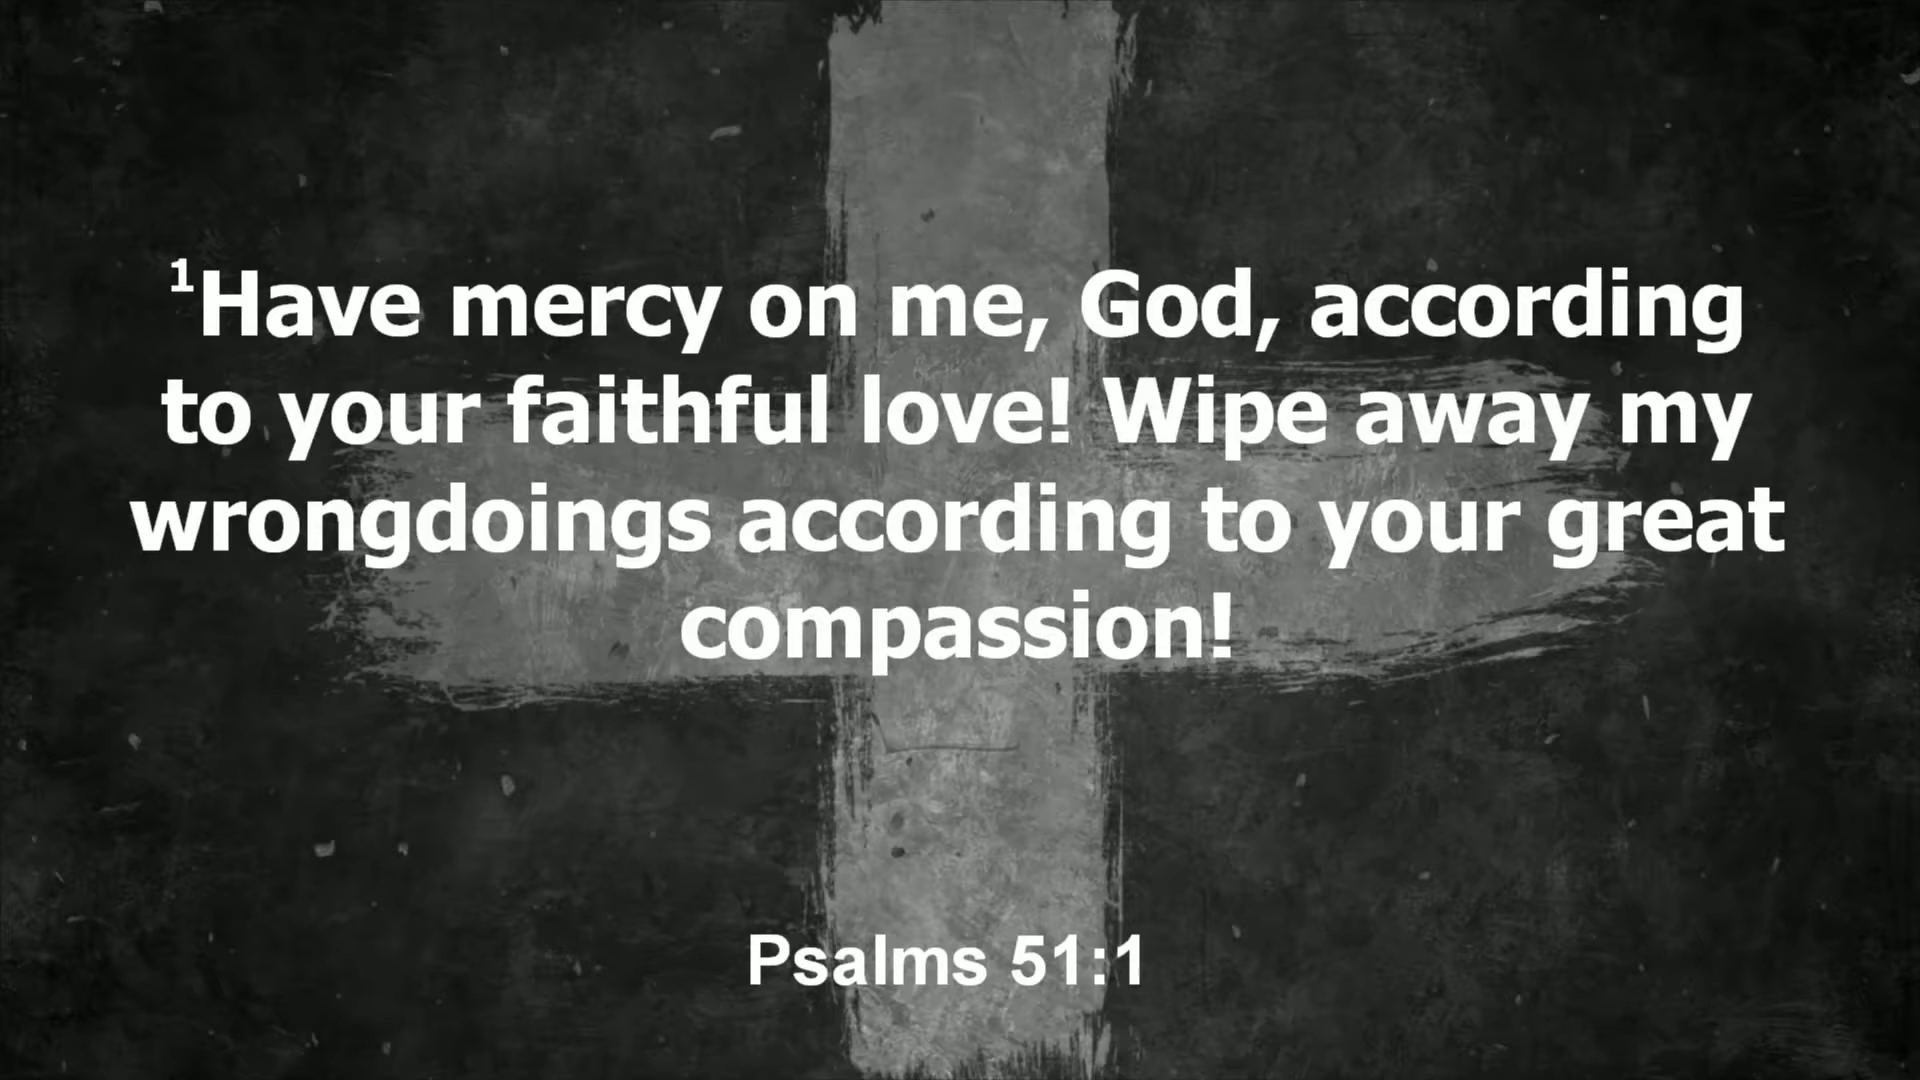 ¹Have mercy on me, God, according
to your faithful love! Wipe away my
wrongdoings according to your great
compassion!
Psalms 51:1